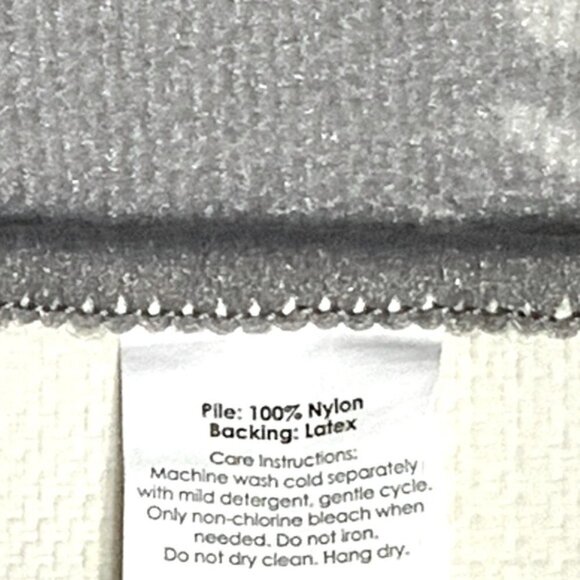 Pile: 100% Nylon
Backing: Latex
Care Instructions:
Machine wash cold separately
with mild detergent, gentle cycle.
Only non-chlorine bleach when
needed. Do not iron.
Do not dry clean. Hang dry.